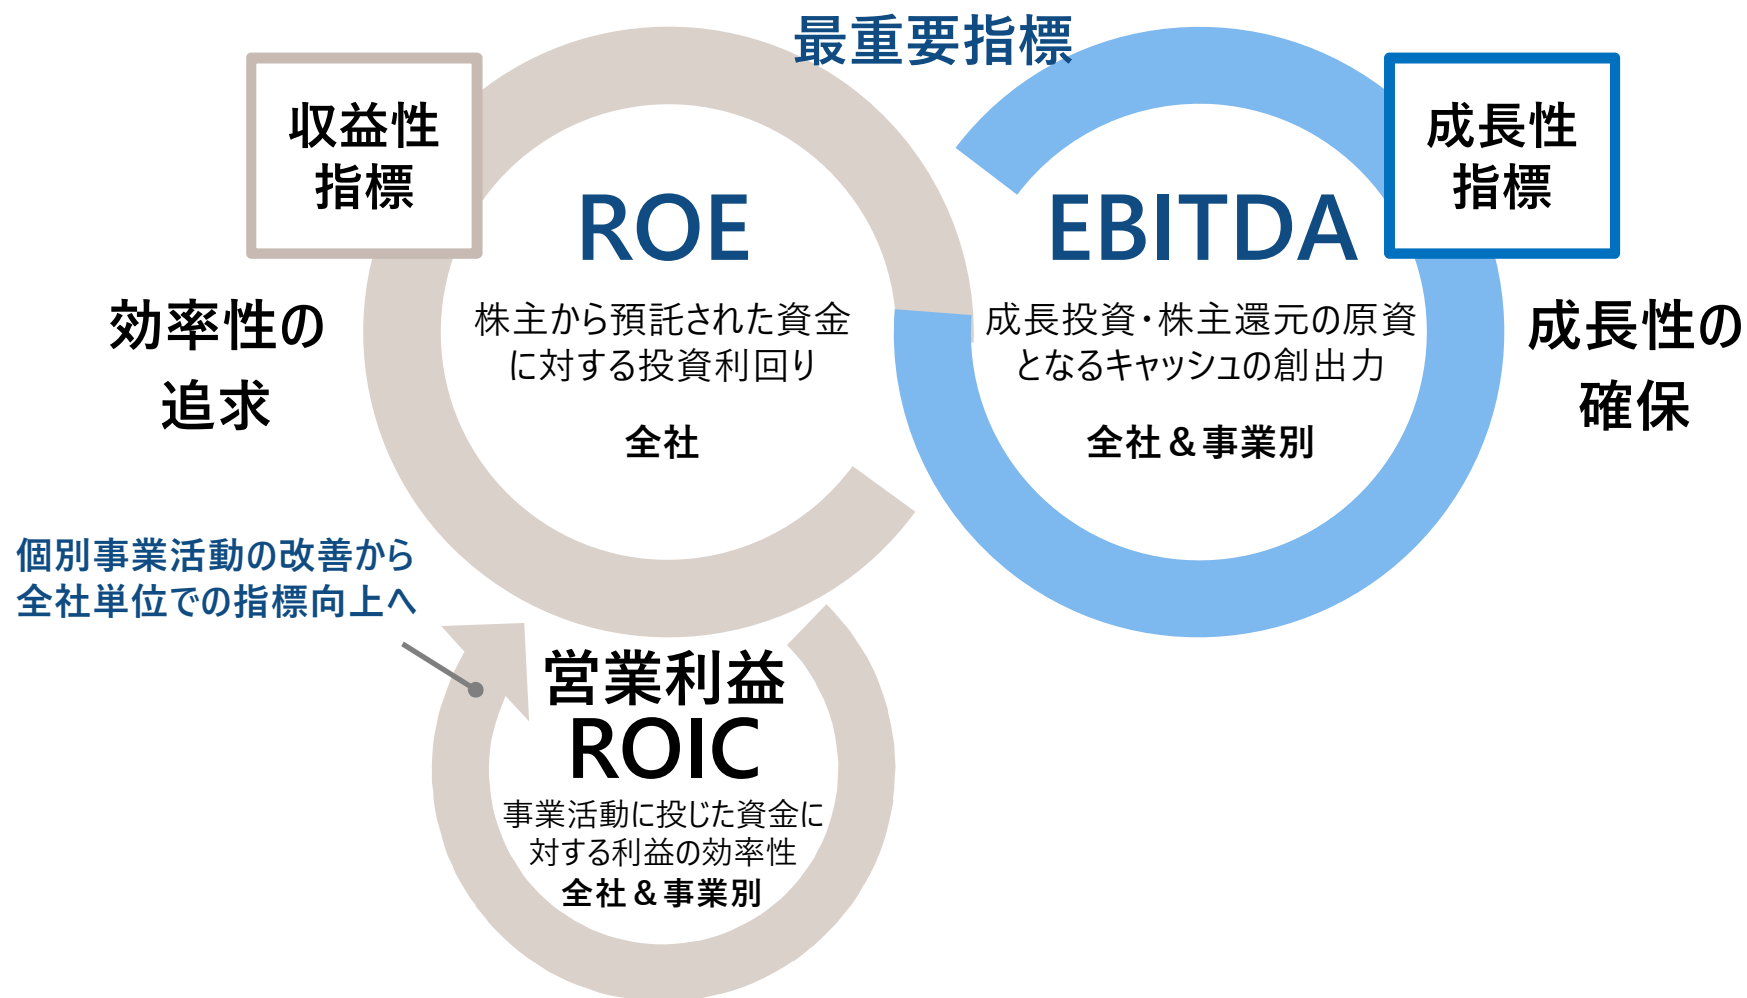 最重要指標
収益性
指標
成長性
指標
ROE
株主から預託された資金
に対する投資利回り
全社
EBITDA
成長投資・株主還元の原資
となるキャッシュの創出力
全社＆事業別
効率性の
追求
成長性の
確保
個別事業活動の改善から
全社単位での指標向上へ
営業利益
ROIC
事業活動に投じた資金に
対する利益の効率性
全社＆事業別